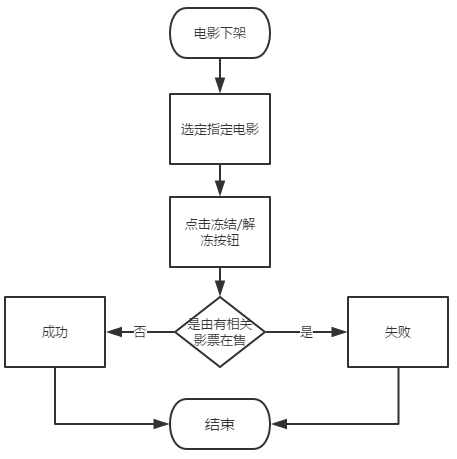 电影下架
选定指定电影
点击冻结/解
冻按钮
是由有相关
影票在售
成功
否
是
失败
结束